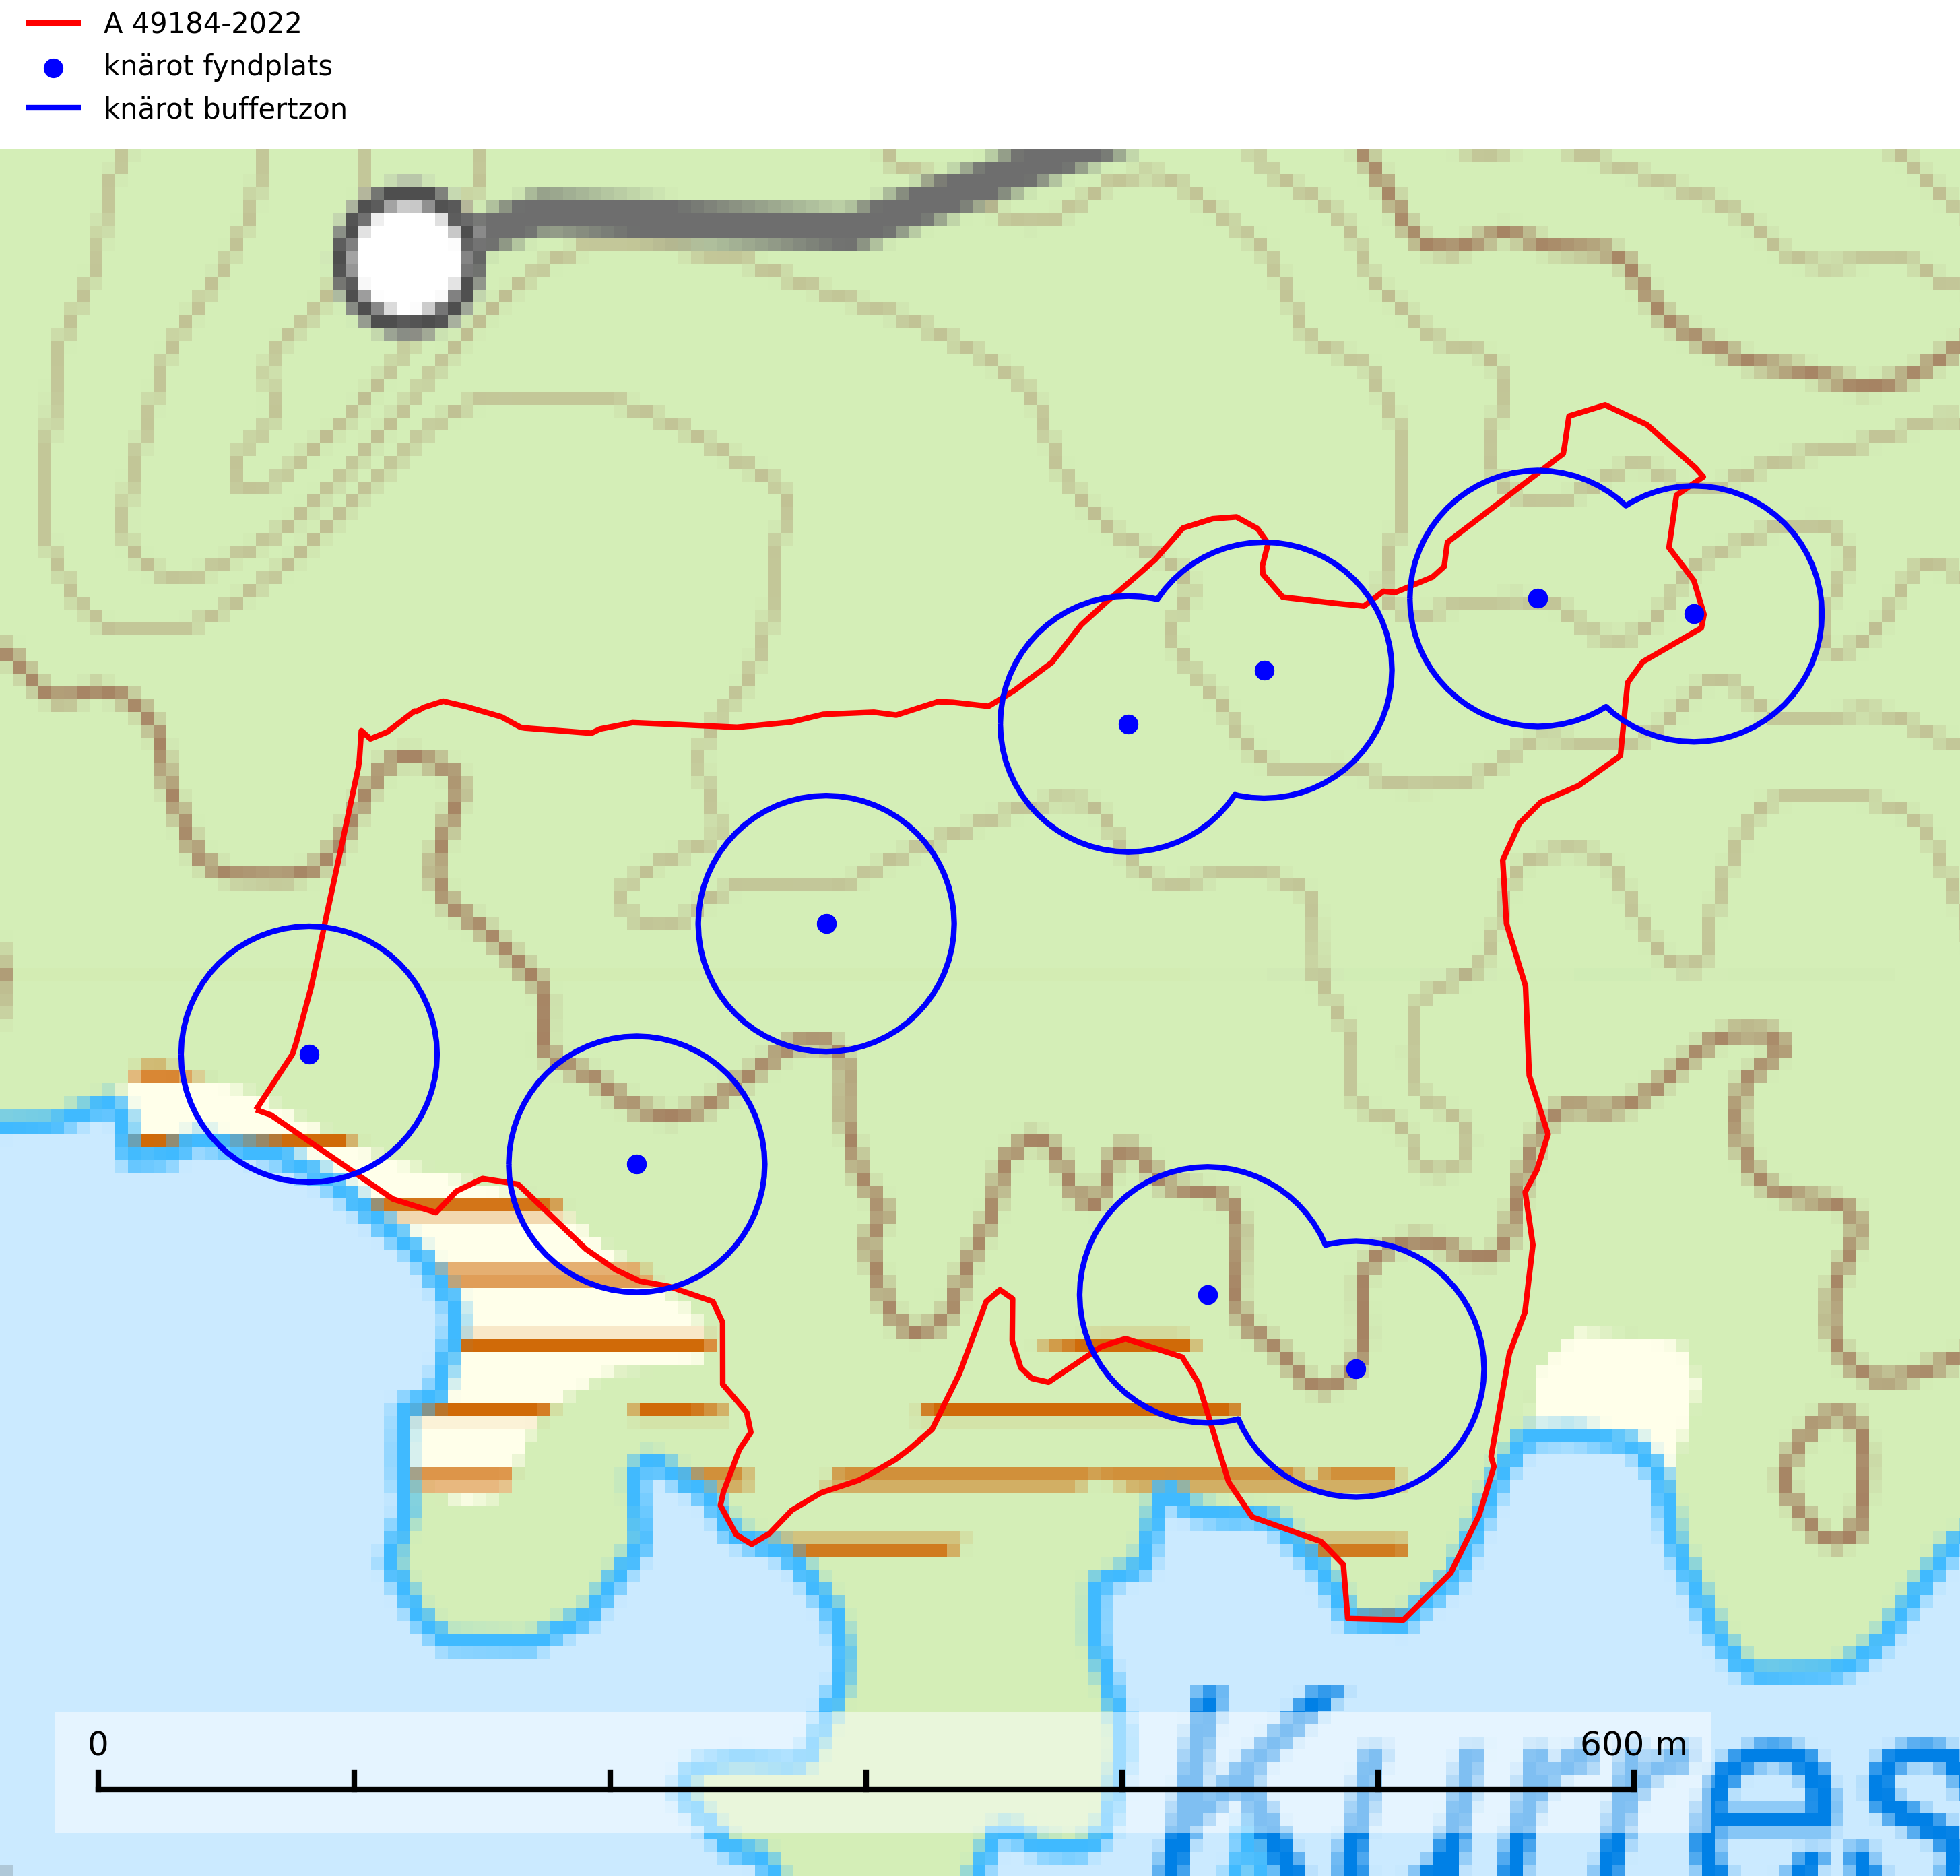 A 49184-2022
knärot fyndplats
knärot buffertzon
0
600 m